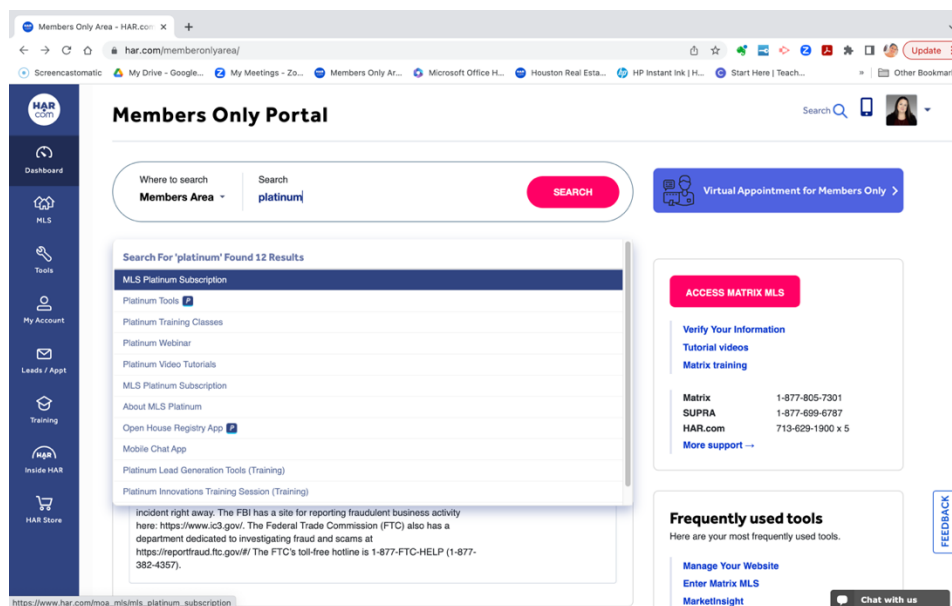 Members Only Area - HAR.com
har.com/memberonlyarea/
Update
Screencastomatic
My Drive - Google...
My Meetings - Zo...
Members Only Ar...
Microsoft Office H...
Houston Real Esta...
HP Instant Ink | H...
Start Here | Teach...
»
Other Bookmar
HAR
com
Members Only Portal
Search
Dashboard
MLS
Tools
My Account
Leads / Appt
Training
HAR
Inside HAR
HAR Store
Where to search
Search
Members Area
platinum
SEARCH
Virtual Appointment for Members Only
Search For 'platinum' Found 12 Results
MLS Platinum Subscription
Platinum Tools P
Platinum Training Classes
Platinum Webinar
Platinum Video Tutorials
MLS Platinum Subscription
About MLS Platinum
Open House Registry App P
Mobile Chat App
Platinum Lead Generation Tools (Training)
Platinum Innovations Training Session (Training)
incident right away. The FBI has a site for reporting fraudulent business activity
here: https://www.ic3.gov/. The Federal Trade Commission (FTC) also has a
department dedicated to investigating fraud and scams at
https://reportfraud.ftc.gov/#/ The FTC's toll-free hotline is 1-877-FTC-HELP (1-877-
382-4357).
ACCESS MATRIX MLS
Verify Your Information
Tutorial videos
Matrix training
Matrix 1-877-805-7301
SUPRA 1-877-699-6787
HAR.com 713-629-1900 x 5
More support →
Frequently used tools
Here are your most frequently used tools.
Manage Your Website
Enter Matrix MLS
MarketInsight
FEEDBACK
Chat with us
https://www.har.com/moa_mls/mls_platinum_subscription